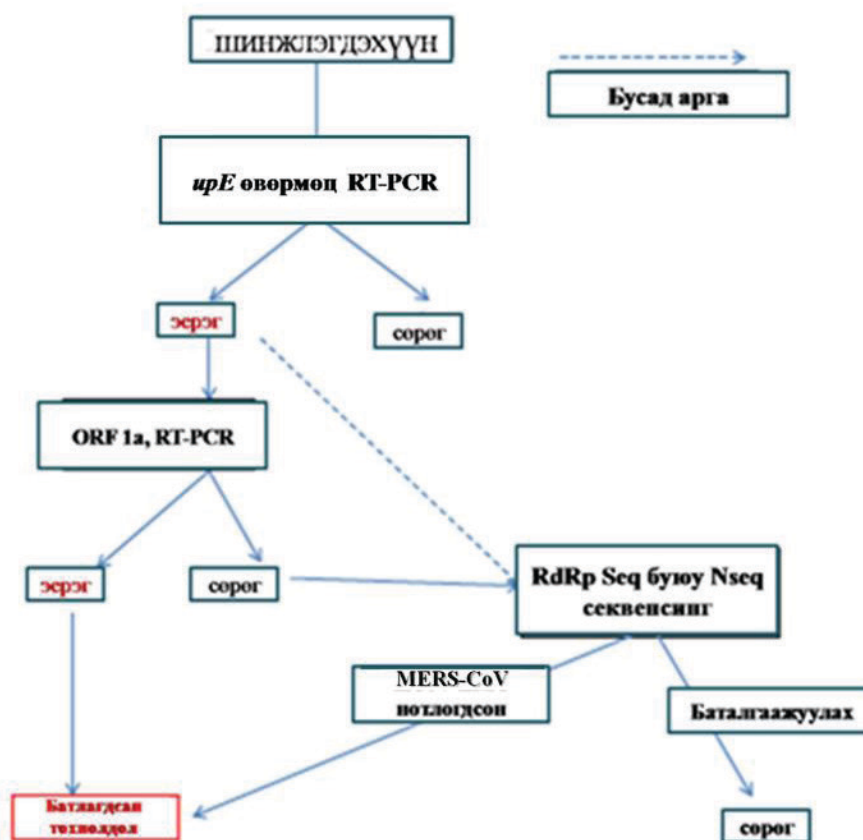 ШИНЖЛЭГДЭХҮҮН
Бусад арга
upE өвөрмөц RT-PCR
эерэг
сөрөг
ORF 1a, RT-PCR
эерэг
сөрөг
RdRp Seq буюу Nseq
секвенсинг
MERS-CoV
нотлогдсон
Баталгаажуулах
Батлагдсан
тохиолдол
сөрөг